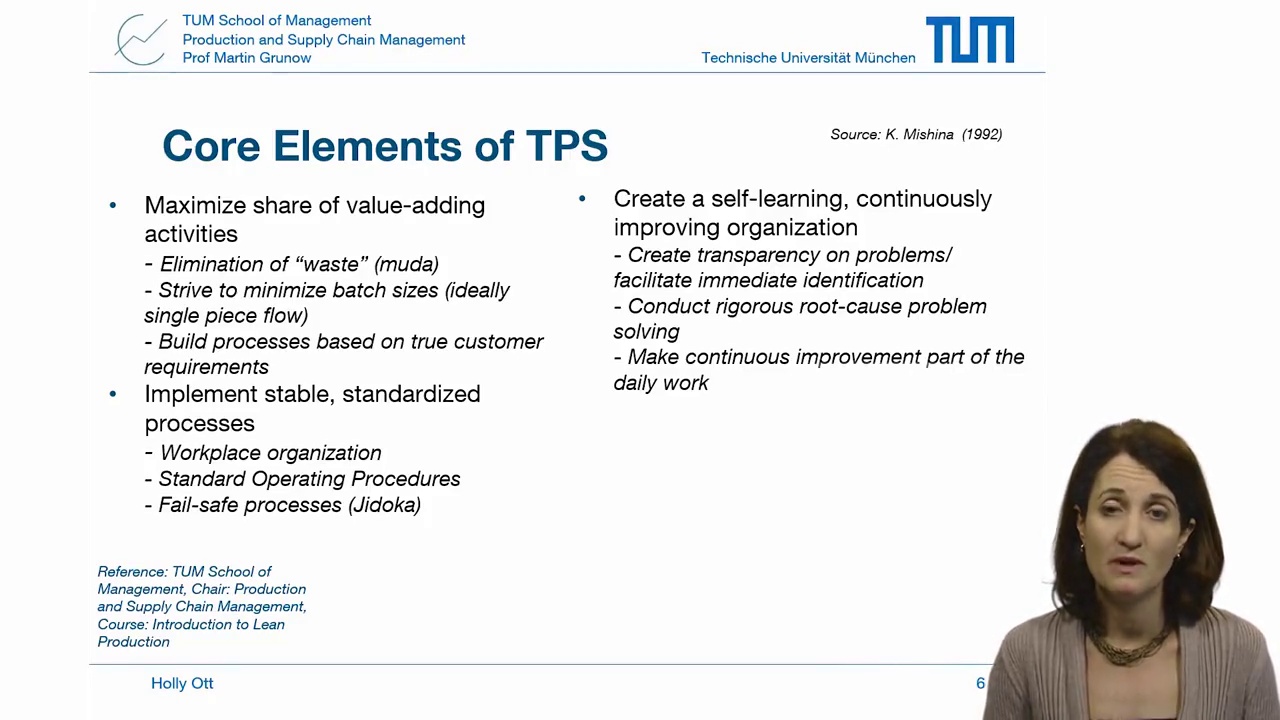 TUM School of Management
Production and Supply Chain Management
Prof Martin Grunow
Technische Universität München
TUM
Core Elements of TPS
Source: K. Mishina (1992)
• Maximize share of value-adding
activities
- Elimination of “waste” (muda)
- Strive to minimize batch sizes (ideally
single piece flow)
- Build processes based on true customer
requirements
• Implement stable, standardized
processes
- Workplace organization
- Standard Operating Procedures
- Fail-safe processes (Jidoka)
• Create a self-learning, continuously
improving organization
- Create transparency on problems/
facilitate immediate identification
- Conduct rigorous root-cause problem
solving
- Make continuous improvement part of the
daily work
Reference: TUM School of
Management, Chair: Production
and Supply Chain Management,
Course: Introduction to Lean
Production
Holly Ott
6